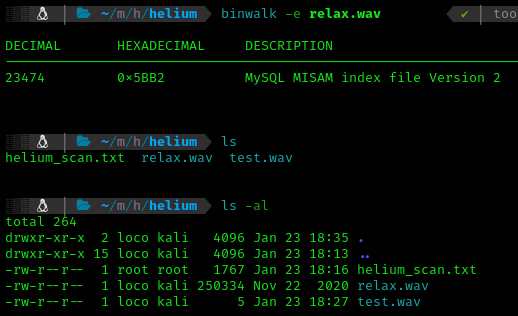 ~/m/h/helium binwalk -e relax.wav ✔ too
DECIMAL HEXADECIMAL DESCRIPTION
23474 0×5BB2 MySQL MISAM index file Version 2
~/m/h/helium ls
helium_scan.txt relax.wav test.wav
~/m/h/helium ls -al
total 264
drwxr-xr-x 2 loco kali 4096 Jan 23 18:35 .
drwxr-xr-x 15 loco kali 4096 Jan 23 18:13 ..
-rw-r--r-- 1 root root 1767 Jan 23 18:16 helium_scan.txt
-rw-r--r-- 1 loco kali 250334 Nov 22 2020 relax.wav
-rw-r--r-- 1 loco kali 5 Jan 23 18:27 test.wav